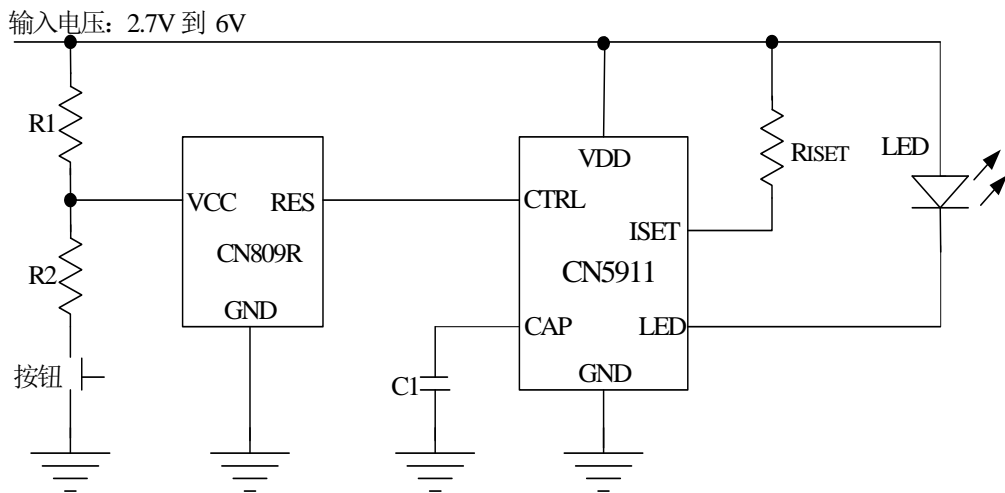 输入电压：2.7V 到 6V
R1
R2
按钮
VCC
RES
CN809R
GND
VDD
CTRL
ISET
CN5911
CAP
LED
GND
C1
RISET
LED